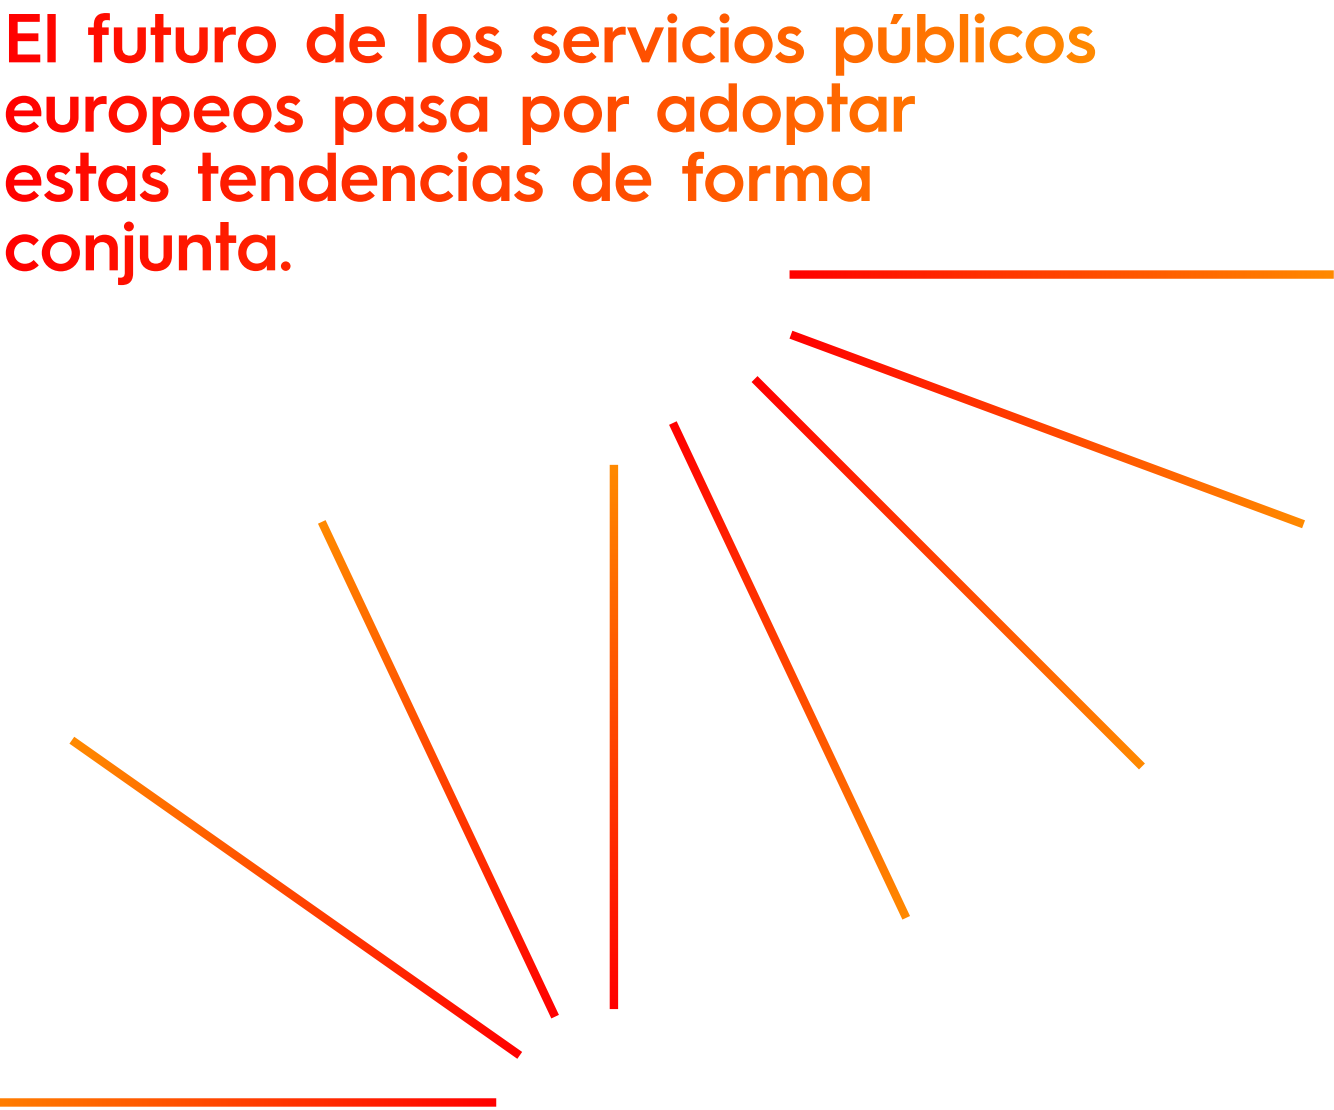 El futuro de los servicios públicos
europeos pasa por adoptar
estas tendencias de forma
conjunta.